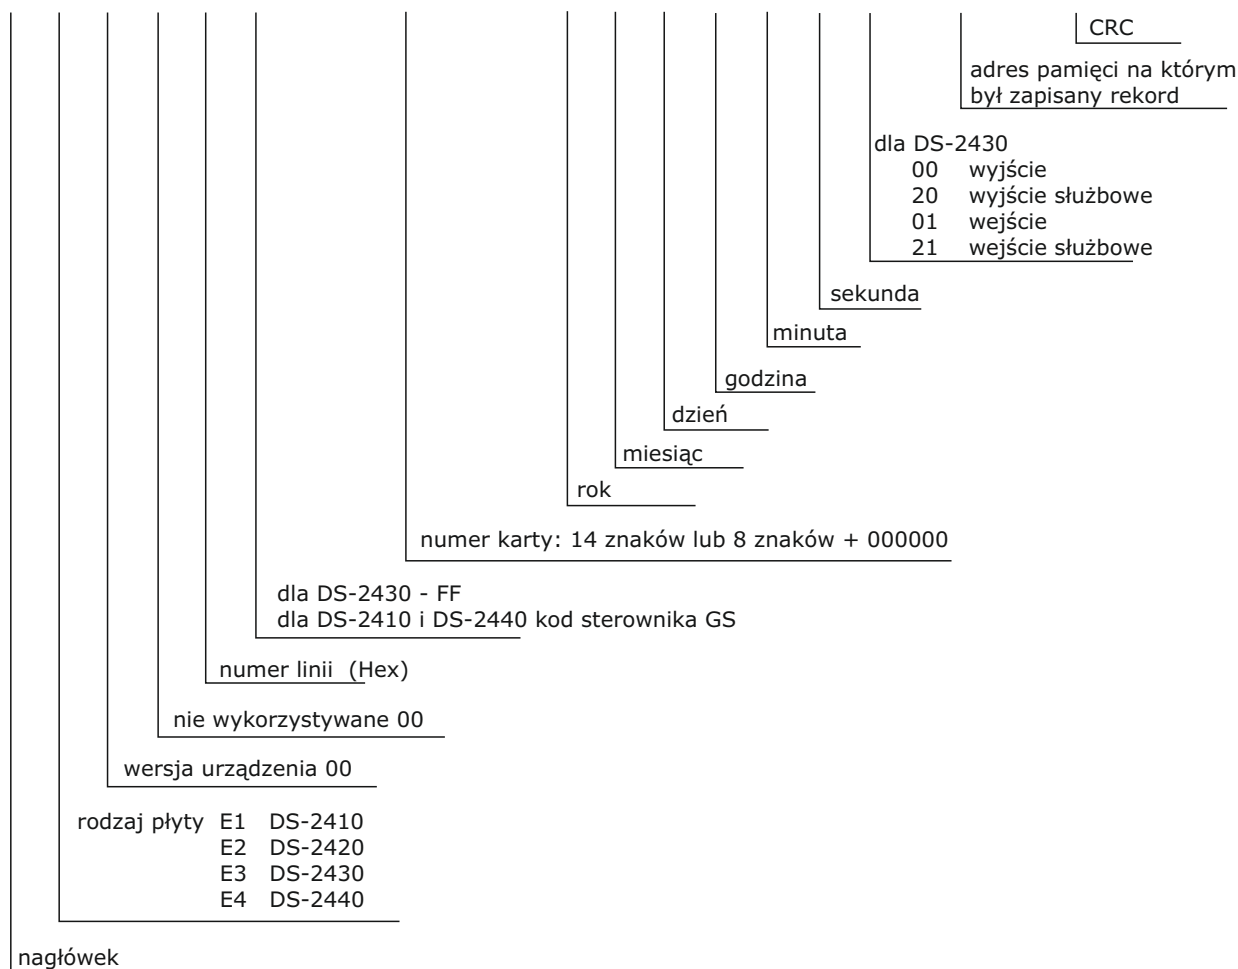 CRC
adres pamięci na którym
był zapisany rekord
dla DS-2430
00 wyjście
20 wyjście służbowe
01 wejście
21 wejście służbowe
sekunda
minuta
godzina
dzień
miesiąc
rok
numer karty: 14 znaków lub 8 znaków + 000000
dla DS-2430 - FF
dla DS-2410 i DS-2440 kod sterownika GS
numer linii (Hex)
nie wykorzystywane 00
wersja urządzenia 00
rodzaj płyty E1 DS-2410
E2 DS-2420
E3 DS-2430
E4 DS-2440
nagłówek